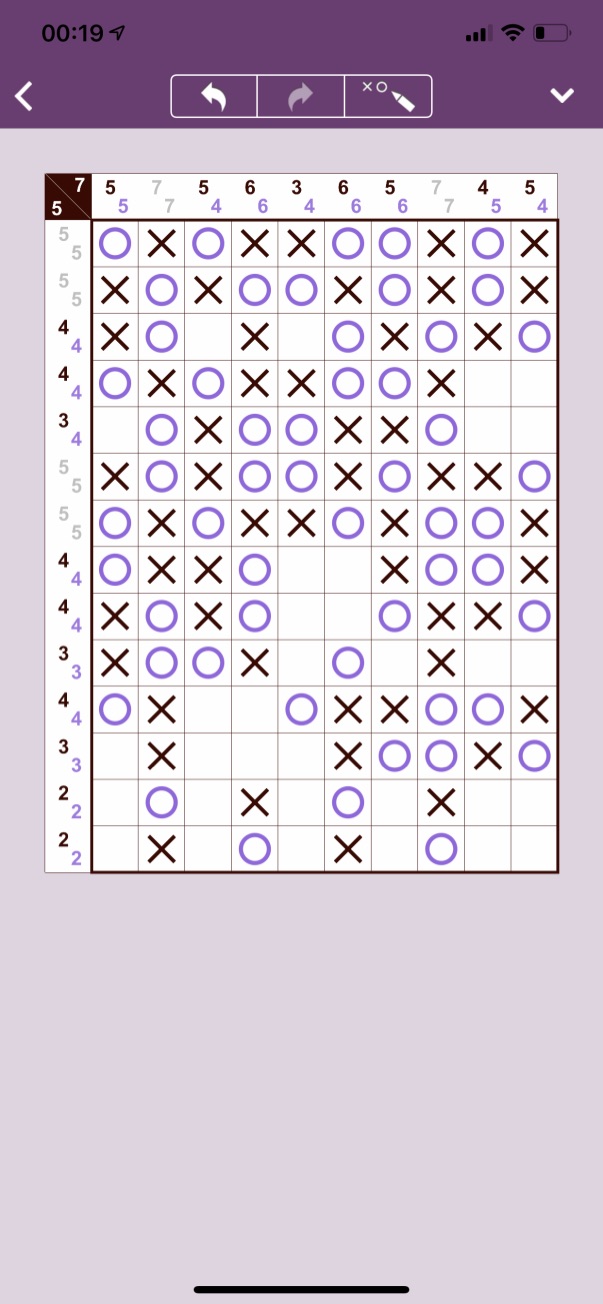 00:19
× ○
7 5 7 5 6 3 6 5 7 4 5
5 5 7 4 6 4 6 6 7 5 4
5 5 O X O X X O O X O X
5 5 X O X O O X O X O X
4 4 X O X O X O X O
4 4 O X O X X O O X
3 4 O X O O X X O
5 5 X O X O O X O X X O
5 5 O X O X X O X O O X
4 4 O X X O X O O X
4 4 X O X O O X X O
3 3 X O O X O X
4 4 O X O X X O O X
3 3 X X O O X O
2 2 O X O X
2 2 X O X O